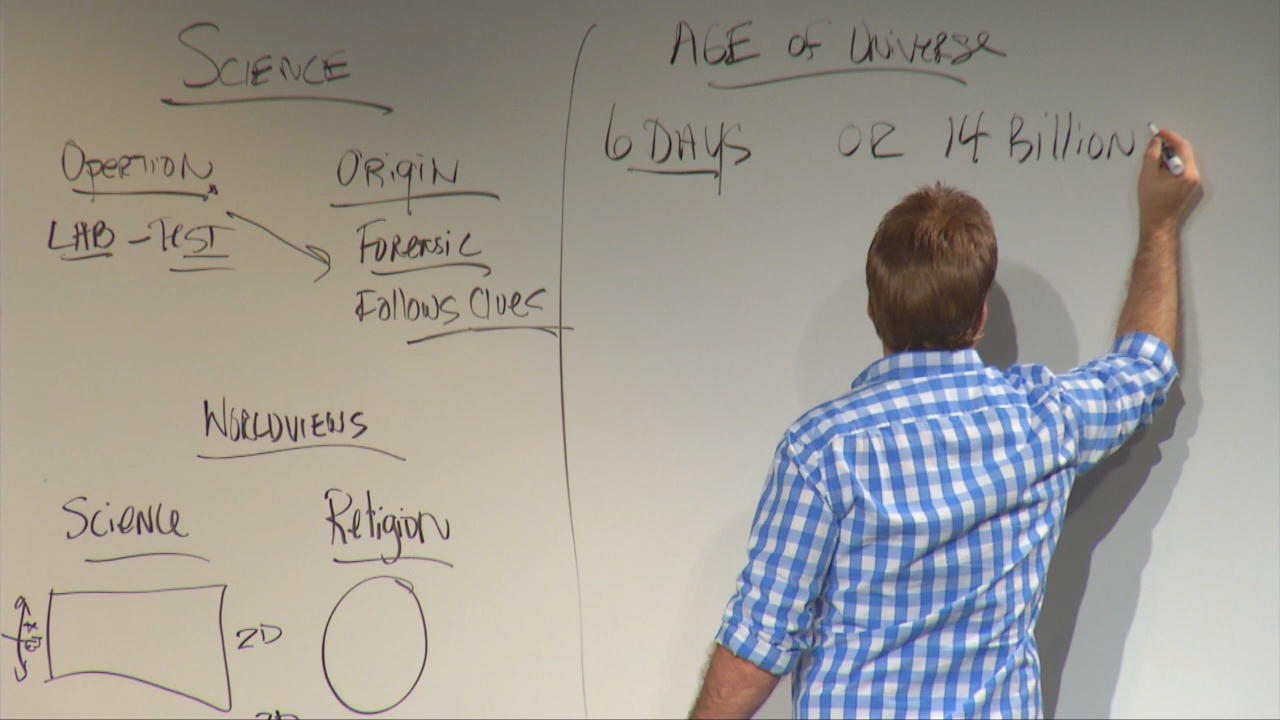 SCIENCE
OPERTION ORIGIN
LAB - TEST FORENSIC
FOLLOWS CLUES
WORLDVIEWS
SCIENCE RELIGION
2D
AGE OF UNIVERSE
6 DAYS OR 14 BILLION